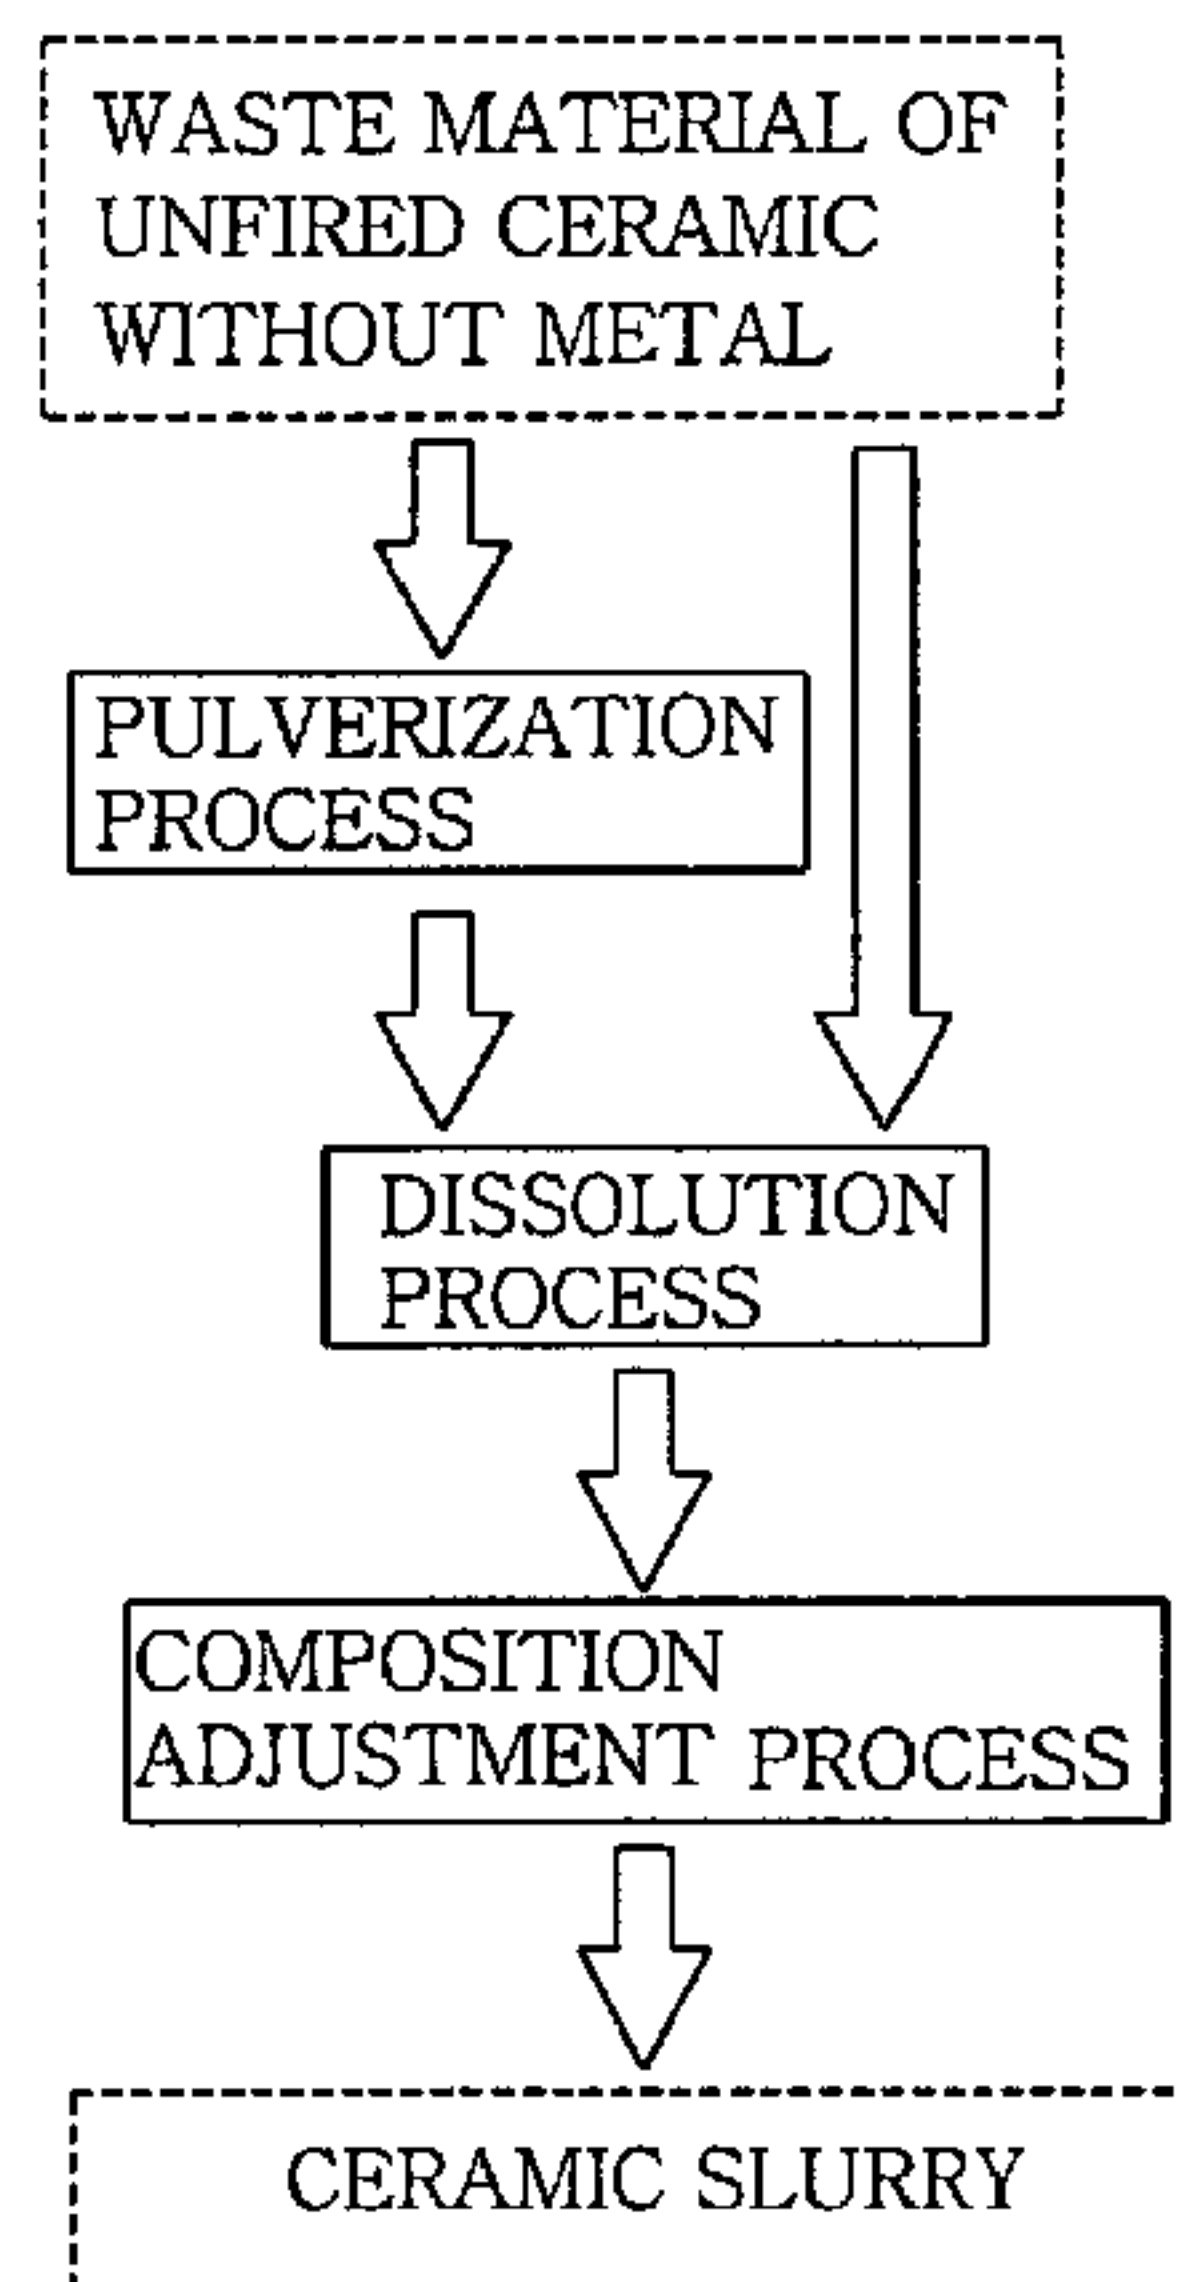 WASTE MATERIAL OF
UNFIRED CERAMIC
WITHOUT METAL
PULVERIZATION
PROCESS
DISSOLUTION
PROCESS
COMPOSITION
ADJUSTMENT PROCESS
CERAMIC SLURRY